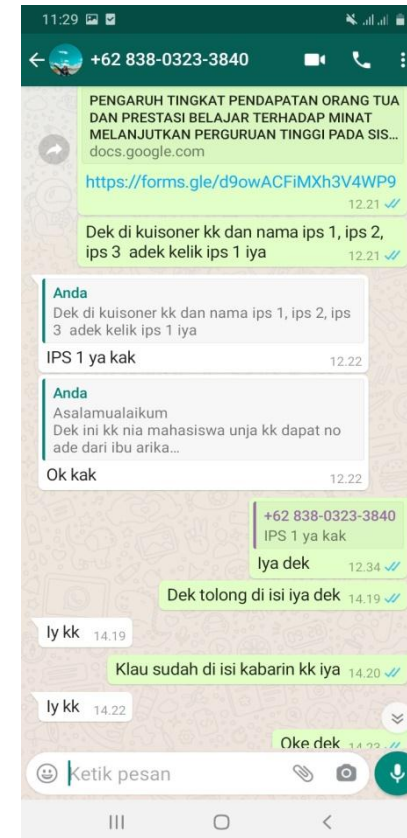 11:29
+62 838-0323-3840
PENGARUH TINGKAT PENDAPATAN ORANG TUA
DAN PRESTASI BELAJAR TERHADAP MINAT
MELANJUTKAN PERGURUAN TINGGI PADA SIS...
docs.google.com
https://forms.gle/d9owACFiMXh3V4WP9
12.21
Dek di kuisoner kk dan nama ips 1, ips 2,
ips 3 adek kelik ips 1 iya
12.21
Anda
Dek di kuisoner kk dan nama ips 1, ips 2, ips
3 adek kelik ips 1 iya
IPS 1 ya kak
12.22
Anda
Asalamualaikum
Dek ini kk nia mahasiswa unja kk dapat no
ade dari ibu arika...
Ok kak
12.22
+62 838-0323-3840
IPS 1 ya kak
Iya dek 12.34
Dek tolong di isi iya dek 14.19
Iy kk 14.19
Klau sudah di isi kabarin kk iya 14.20
Iy kk 14.22
Oke dek 14.23
Ketik pesan